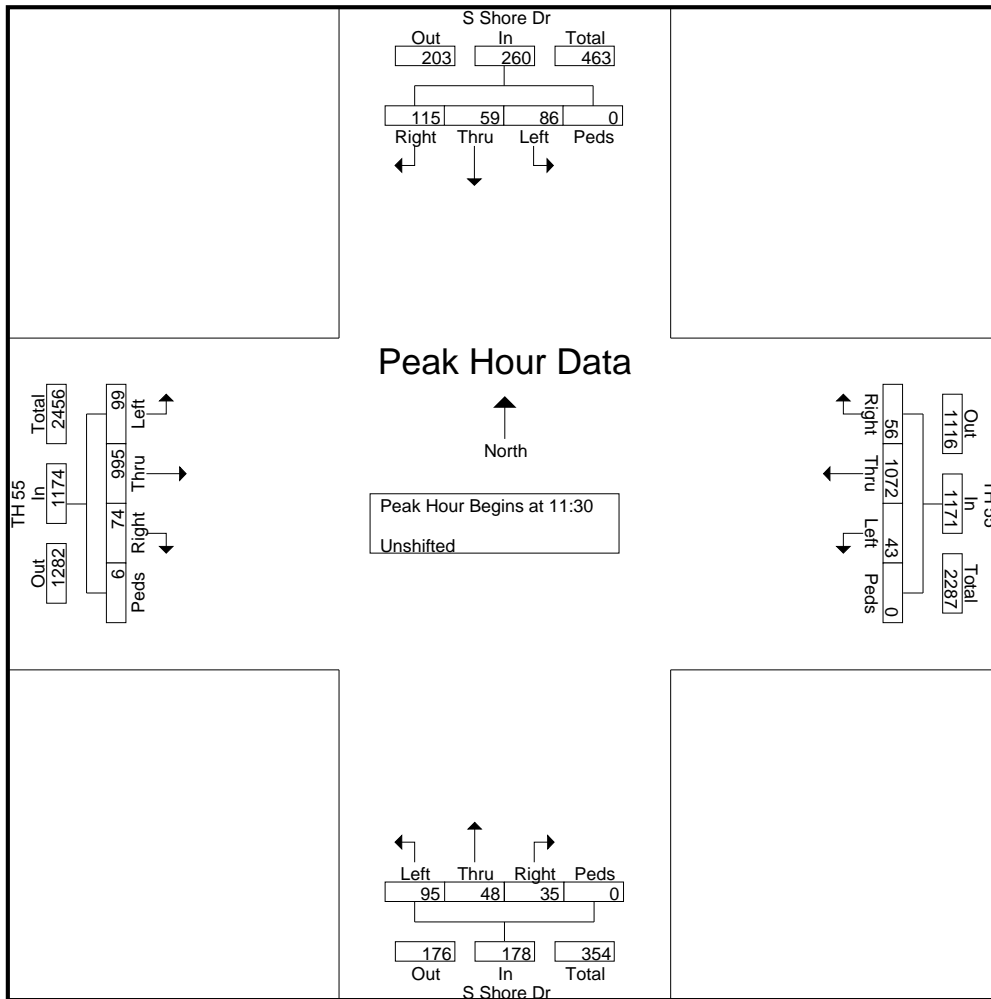 S Shore Dr
Out In Total
203 260 463
115 59 86 0
Right Thru Left Peds
Peak Hour Data
North
Peak Hour Begins at 11:30
Unshifted
TH 55
Total In Out
2456 1174 1282
99 995 74 6
Left Thru Right Peds
Right Thru Left Peds
56 1072 43 0
Out In Total
1116 1171 2287
TH 55
Left Thru Right Peds
95 48 35 0
176 178 354
Out In Total
S Shore Dr